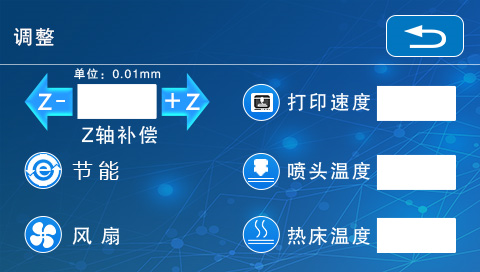 调整
单位：0.01mm
Z- +Z
Z轴补偿
打印速度
节能
喷头温度
风扇
热床温度